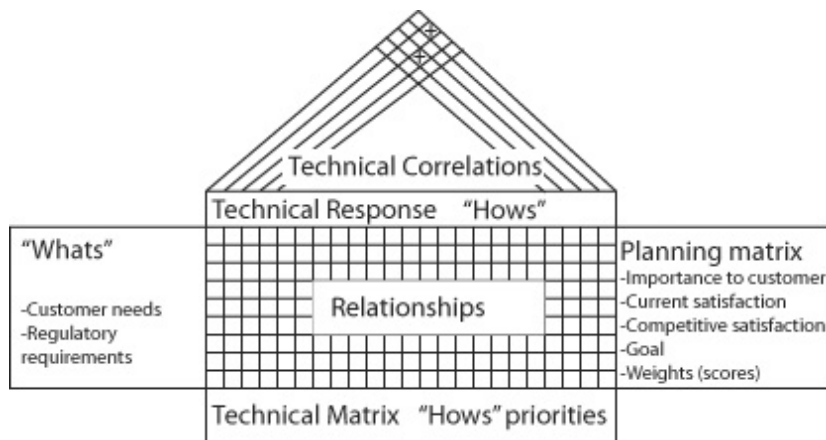 +
+
Technical Correlations
Technical Response "Hows"
"Whats"
-Customer needs
-Regulatory
requirements
Relationships
Planning matrix
-Importance to customer
-Current satisfaction
-Competitive satisfaction
-Goal
-Weights (scores)
Technical Matrix "Hows" priorities